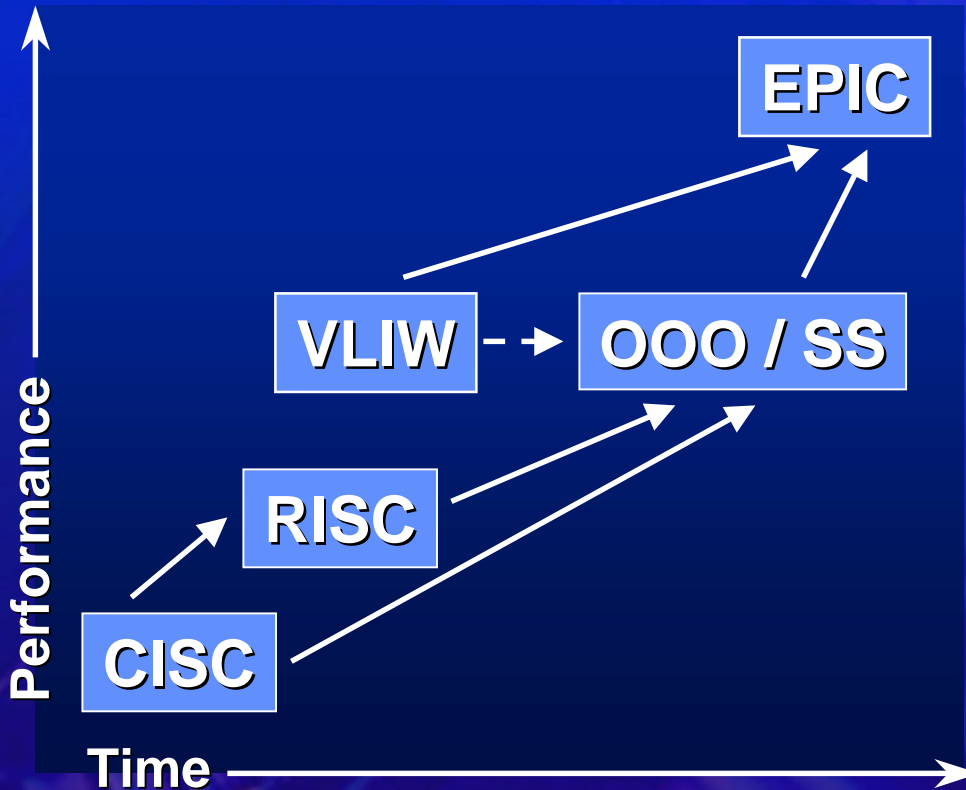 EPIC
VLIW
OOO / SS
RISC
CISC
Performance
Time